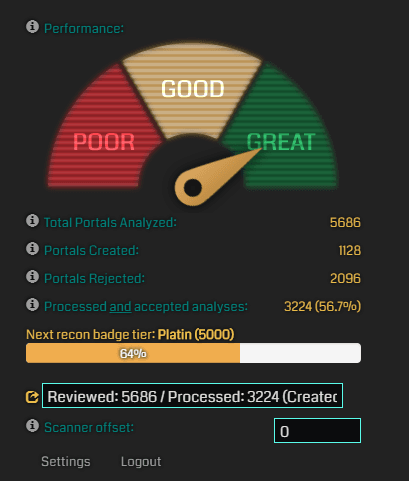 Performance:
GOOD
POOR
GREAT
Total Portals Analyzed: 5686
Portals Created: 1128
Portals Rejected: 2096
Processed and accepted analyses: 3224 (56.7%)
Next recon badge tier: Platin (5000)
64%
Reviewed: 5686 / Processed: 3224 (Created
Scanner offset: 0
Settings Logout